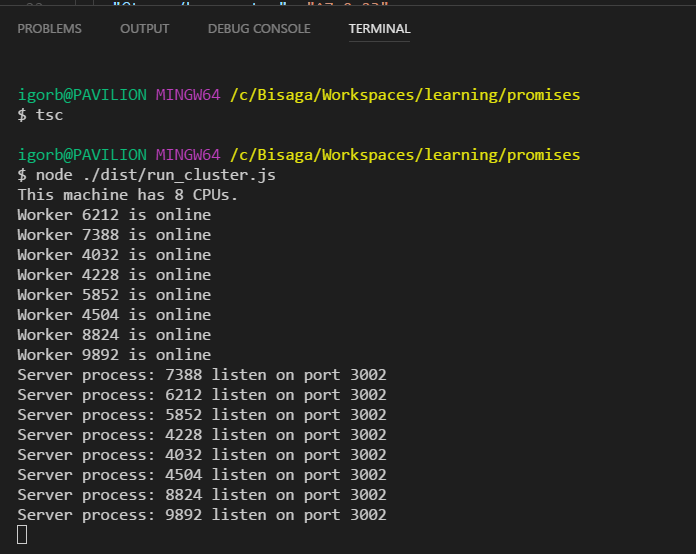 PROBLEMS OUTPUT DEBUG CONSOLE TERMINAL
igorb@PAVILION MINGW64 /c/Bisaga/Workspaces/learning/promises
$ tsc
igorb@PAVILION MINGW64 /c/Bisaga/Workspaces/learning/promises
$ node ./dist/run_cluster.js
This machine has 8 CPUs.
Worker 6212 is online
Worker 7388 is online
Worker 4032 is online
Worker 4228 is online
Worker 5852 is online
Worker 4504 is online
Worker 8824 is online
Worker 9892 is online
Server process: 7388 listen on port 3002
Server process: 6212 listen on port 3002
Server process: 5852 listen on port 3002
Server process: 4228 listen on port 3002
Server process: 4032 listen on port 3002
Server process: 4504 listen on port 3002
Server process: 8824 listen on port 3002
Server process: 9892 listen on port 3002